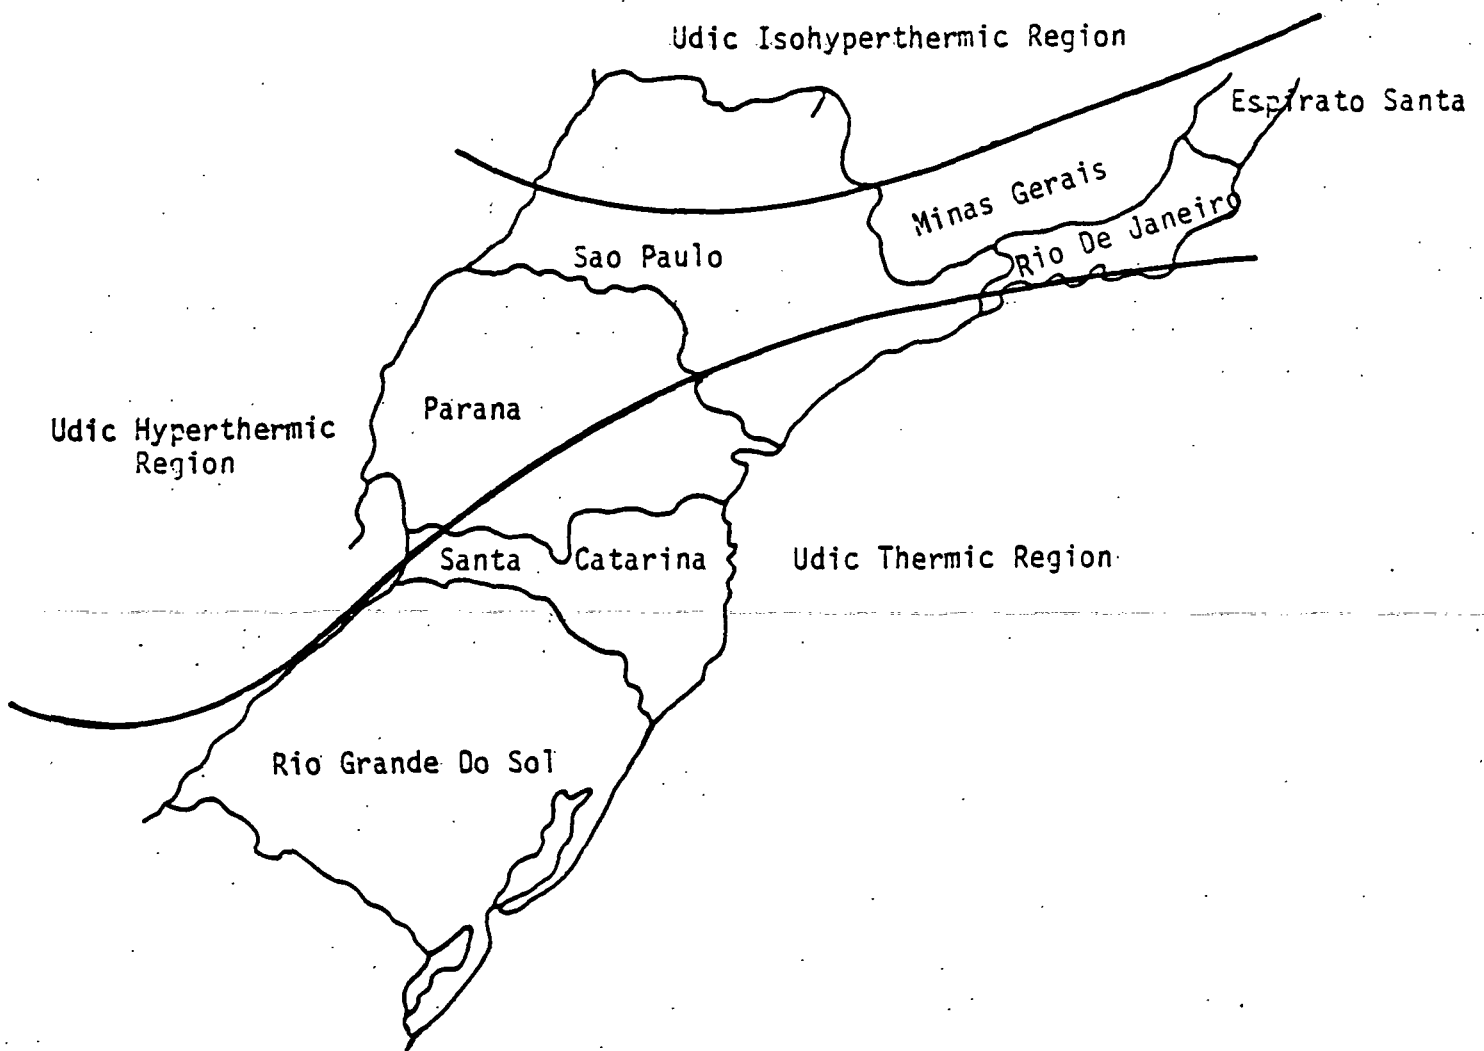 Udic Isohyperthermic Region
Espirato Santa
Minas Gerais
Rio De Janeiro
Sao Paulo
Parana
Udic Hyperthermic
Region
Santa Catarina
Udic Thermic Region
Rio Grande Do Sol